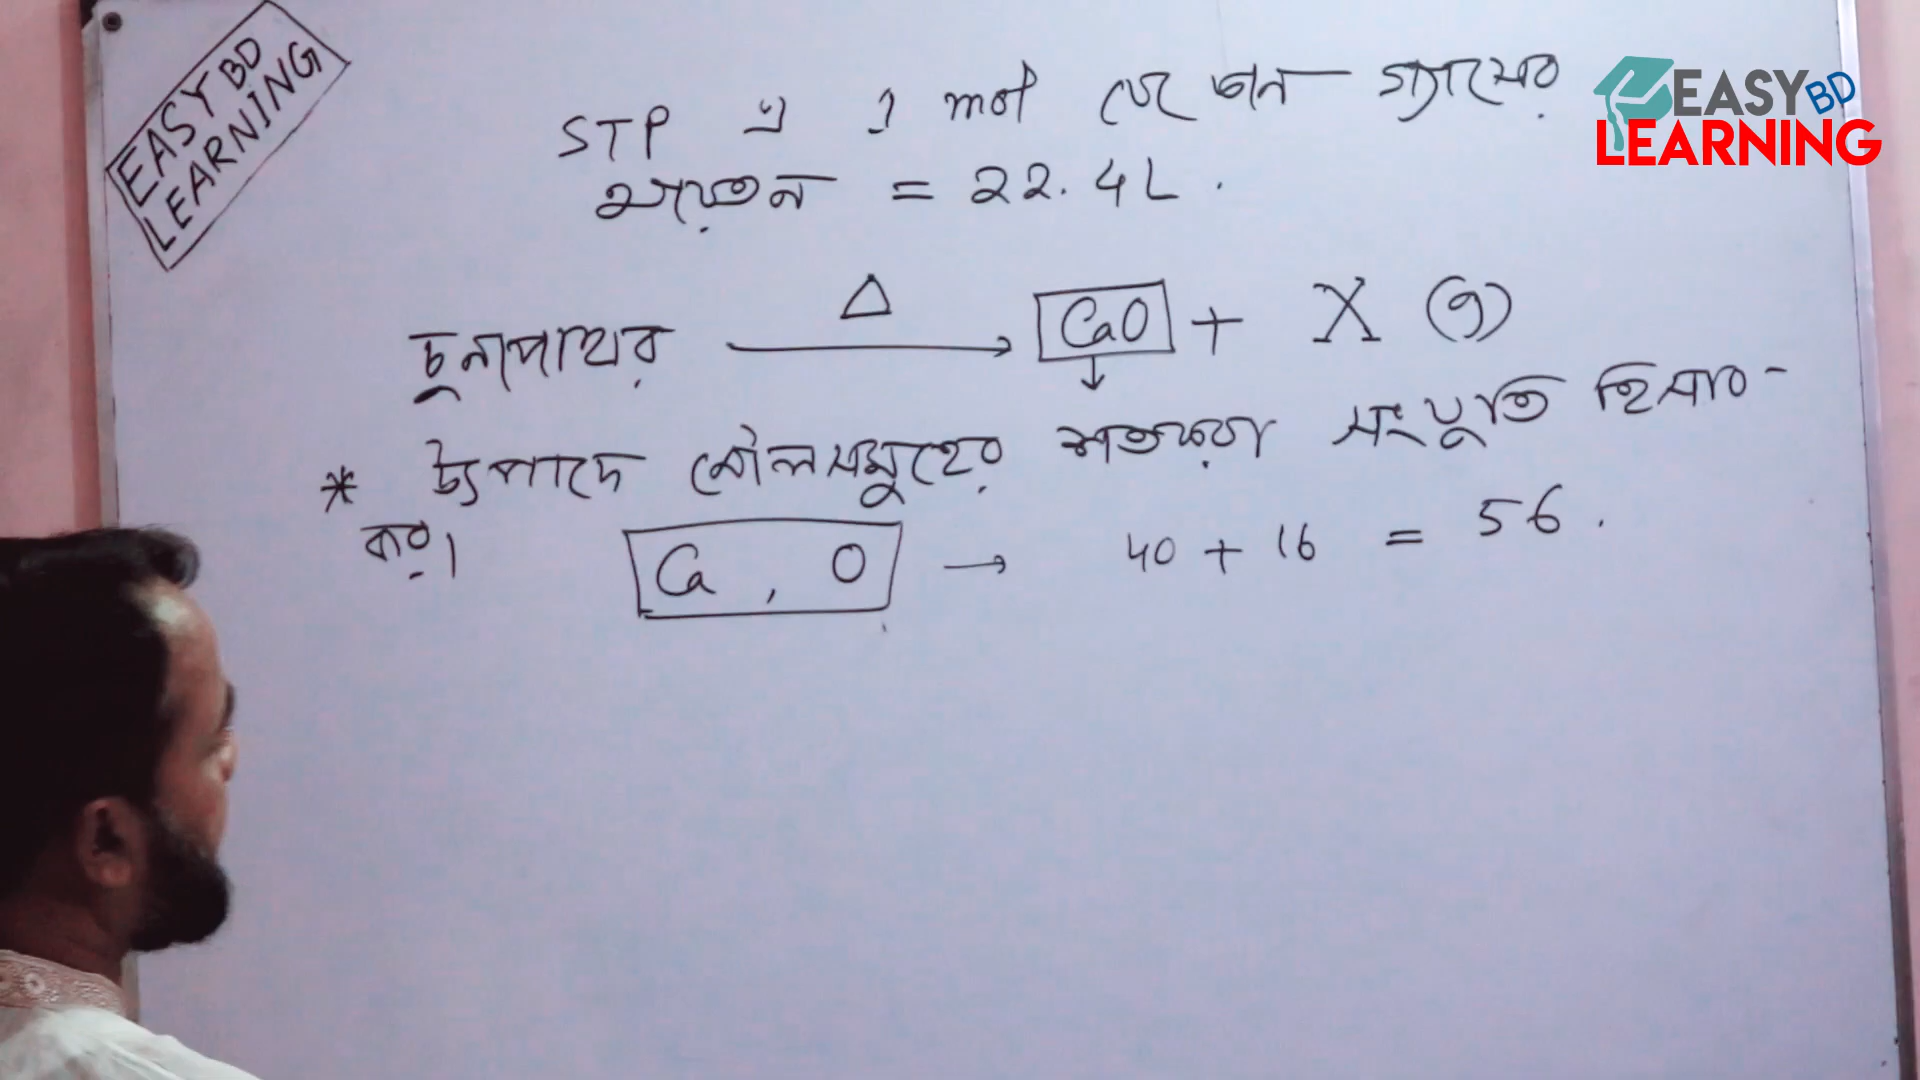 EASY BD
LEARNING
EASY BD
LEARNING
STP এ 1 mol যে কোন গ্যাসের
আয়তন = 22.4L.
চুনাপাথর Δ → CaO + X (g)
* উৎপাদে মৌলসমুহের শতকরা সংযুতি হিসাব-
কর।
Ca, O → 40 + 16 = 56.